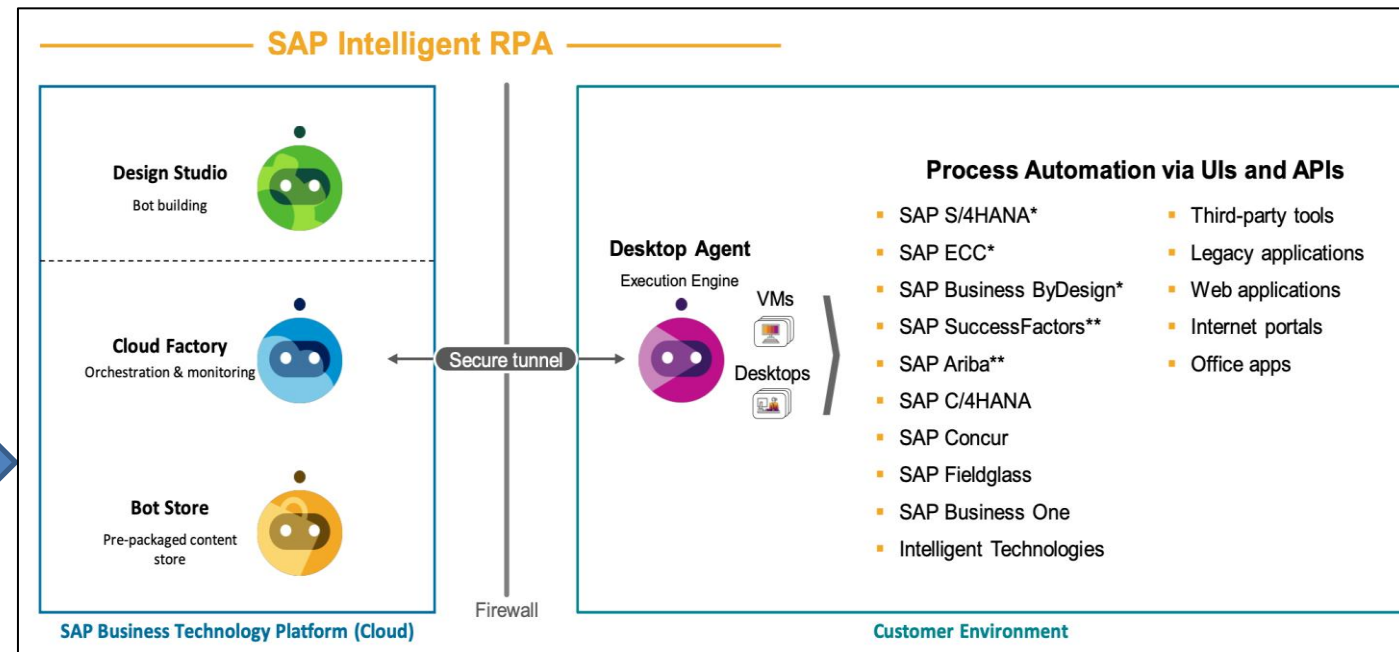 SAP Intelligent RPA
Design Studio
Bot building
Cloud Factory
Orchestration & monitoring
Bot Store
Pre-packaged content
store
SAP Business Technology Platform (Cloud)
Secure tunnel
Firewall
Desktop Agent
Execution Engine
VMs
Desktops
Process Automation via UIs and APIs
▪ SAP S/4HANA*
▪ SAP ECC*
▪ SAP Business ByDesign*
▪ SAP SuccessFactors**
▪ SAP Ariba**
▪ SAP C/4HANA
▪ SAP Concur
▪ SAP Fieldglass
▪ SAP Business One
▪ Intelligent Technologies
▪ Third-party tools
▪ Legacy applications
▪ Web applications
▪ Internet portals
▪ Office apps
Customer Environment